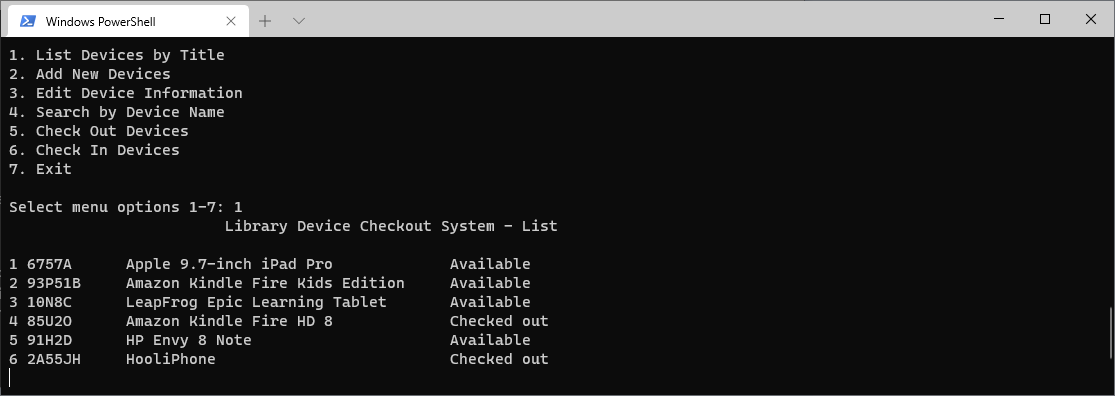 Windows PowerShell
1. List Devices by Title
2. Add New Devices
3. Edit Device Information
4. Search by Device Name
5. Check Out Devices
6. Check In Devices
7. Exit
Select menu options 1-7: 1
Library Device Checkout System - List
1 6757A Apple 9.7-inch iPad Pro Available
2 93P51B Amazon Kindle Fire Kids Edition Available
3 10N8C LeapFrog Epic Learning Tablet Available
4 85U2O Amazon Kindle Fire HD 8 Checked out
5 91H2D HP Envy 8 Note Available
6 2A55JH HooliPhone Checked out